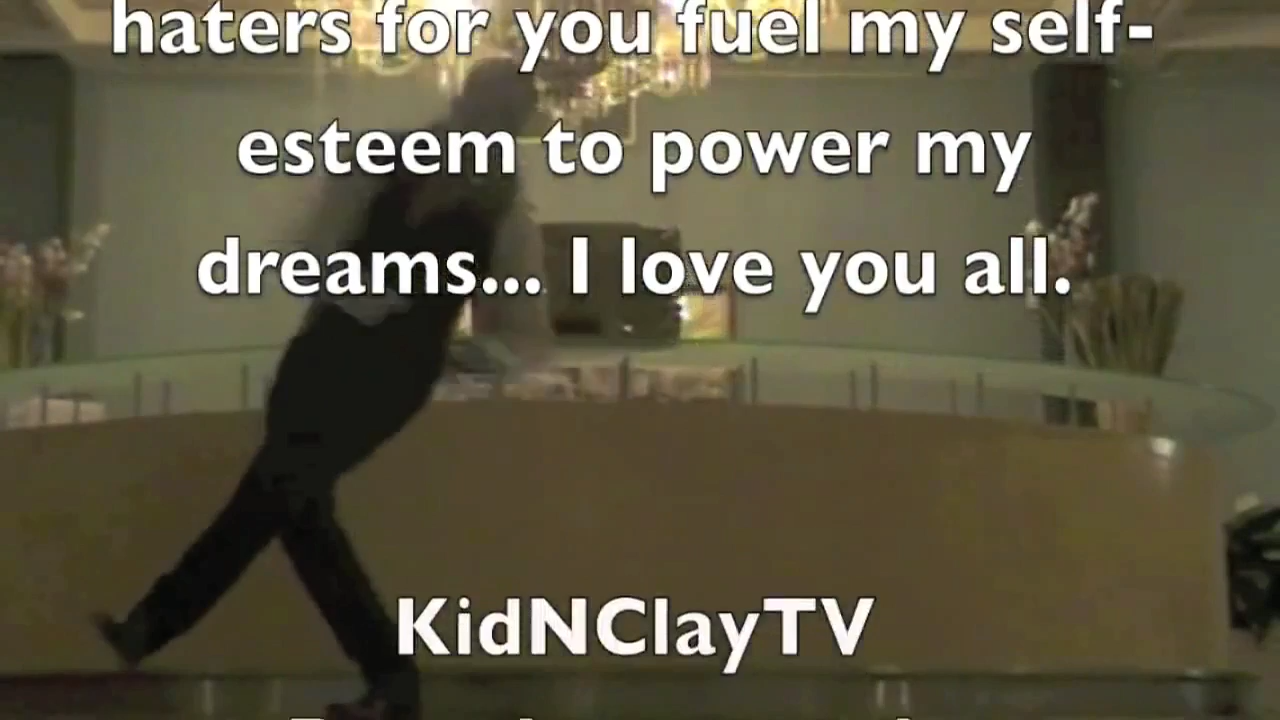 haters for you fuel my self-
esteem to power my
dreams... I love you all.
KidNClayTV